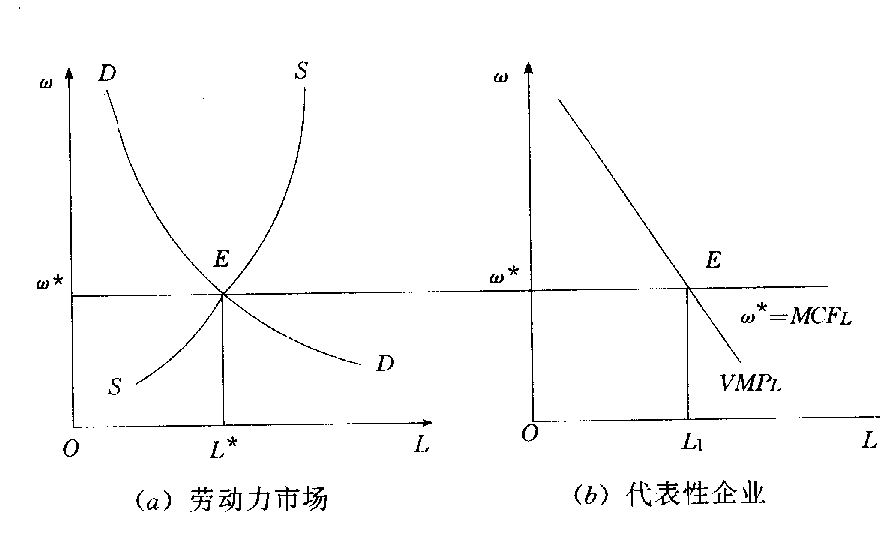 ω D S ω
E E
ω* ω*
ω*=MCFL
S D VMPL
O L* L O L1 L
(a) 劳动力市场 (b) 代表性企业